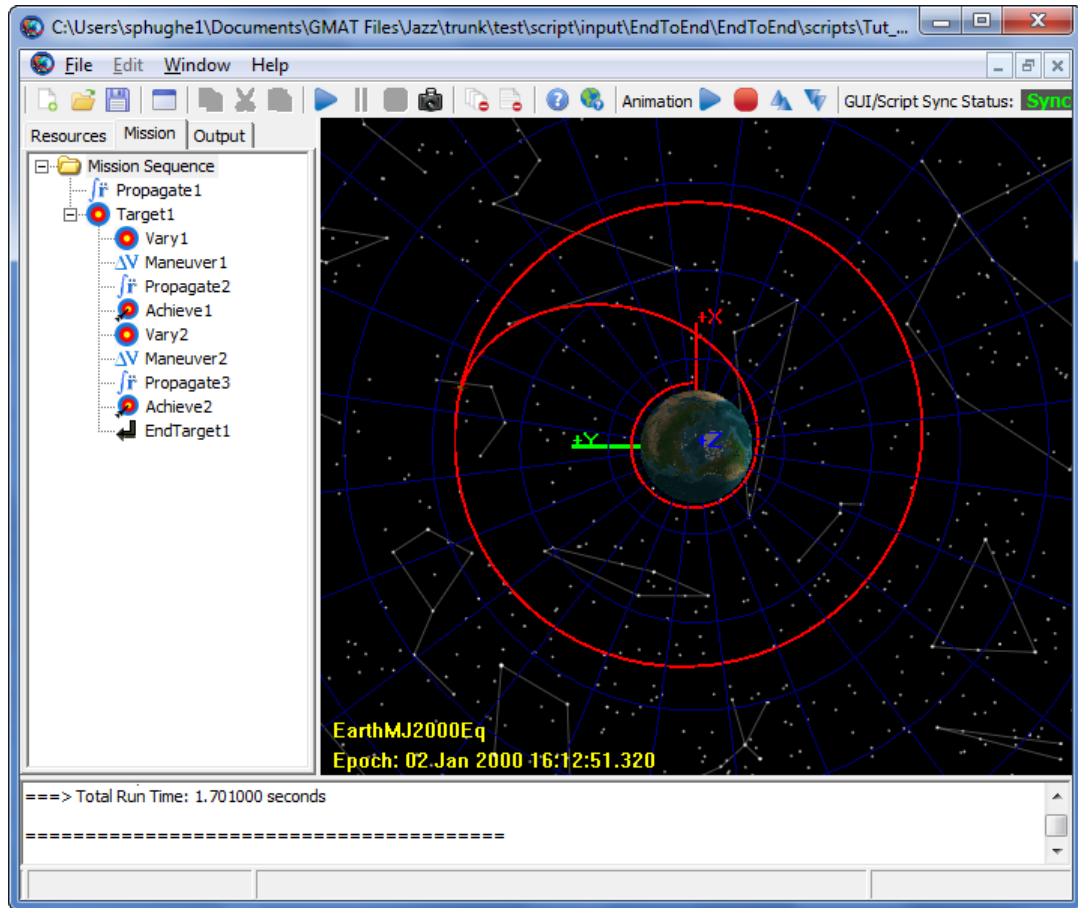 C:\Users\sphughe1\Documents\GMAT Files\Jazz\trunk\test\script\input\EndToEnd\EndToEnd\scripts\Tut_...
File Edit Window Help
Animation GUI/Script Sync Status: Sync
Resources Mission Output
Mission Sequence
Propagate1
Target1
Vary1
ΔV Maneuver1
Propagate2
Achieve1
Vary2
ΔV Maneuver2
Propagate3
Achieve2
EndTarget1
+X
+Y
+Z
EarthMJ2000Eq
Epoch: 02 Jan 2000 16:12:51.320
===> Total Run Time: 1.701000 seconds
========================================